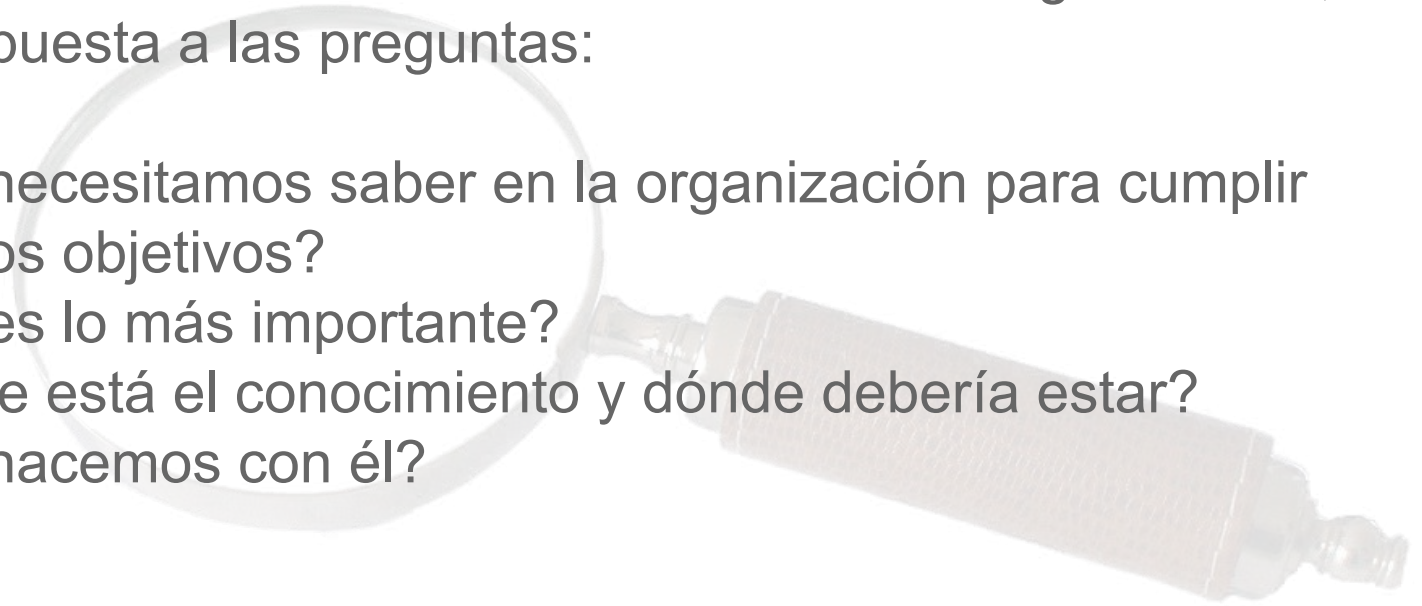 puesta a las preguntas:
necesitamos saber en la organización para cumplir
os objetivos?
es lo más importante?
e está el conocimiento y dónde debería estar?
hacemos con él?